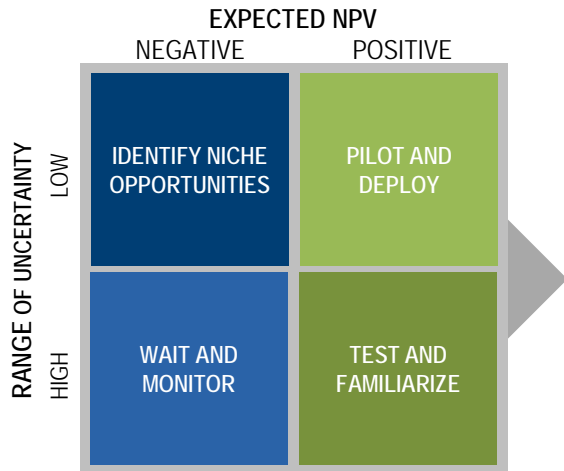 EXPECTED NPV
NEGATIVE POSITIVE
RANGE OF UNCERTAINTY
LOW
IDENTIFY NICHE
OPPORTUNITIES
PILOT AND
DEPLOY
HIGH
WAIT AND
MONITOR
TEST AND
FAMILIARIZE